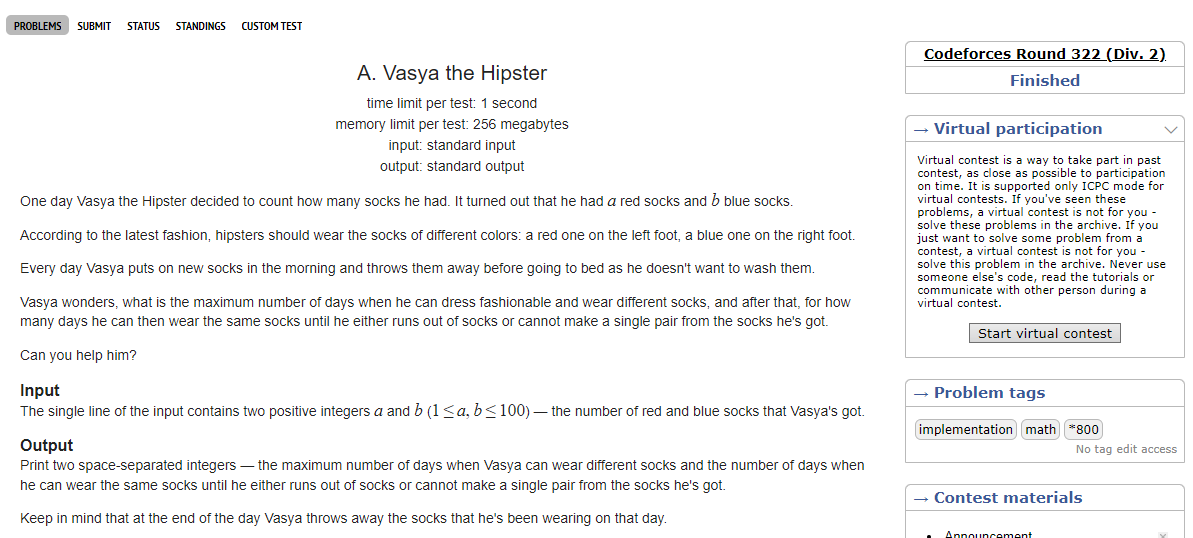 PROBLEMS SUBMIT STATUS STANDINGS CUSTOM TEST
A. Vasya the Hipster
time limit per test: 1 second
memory limit per test: 256 megabytes
input: standard input
output: standard output
One day Vasya the Hipster decided to count how many socks he had. It turned out that he had a red socks and b blue socks.
According to the latest fashion, hipsters should wear the socks of different colors: a red one on the left foot, a blue one on the right foot.
Every day Vasya puts on new socks in the morning and throws them away before going to bed as he doesn't want to wash them.
Vasya wonders, what is the maximum number of days when he can dress fashionable and wear different socks, and after that, for how
many days he can then wear the same socks until he either runs out of socks or cannot make a single pair from the socks he's got.
Can you help him?
Input
The single line of the input contains two positive integers a and b (1 ≤ a, b ≤ 100) — the number of red and blue socks that Vasya's got.
Output
Print two space-separated integers — the maximum number of days when Vasya can wear different socks and the number of days when
he can wear the same socks until he either runs out of socks or cannot make a single pair from the socks he's got.
Keep in mind that at the end of the day Vasya throws away the socks that he's been wearing on that day.
Codeforces Round 322 (Div. 2)
Finished
→ Virtual participation
Virtual contest is a way to take part in past
contest, as close as possible to participation
on time. It is supported only ICPC mode for
virtual contests. If you've seen these
problems, a virtual contest is not for you -
solve these problems in the archive. If you
just want to solve some problem from a
contest, a virtual contest is not for you -
solve this problem in the archive. Never use
someone else's code, read the tutorials or
communicate with other person during a
virtual contest.
Start virtual contest
→ Problem tags
implementation math *800
No tag edit access
→ Contest materials
Announcement